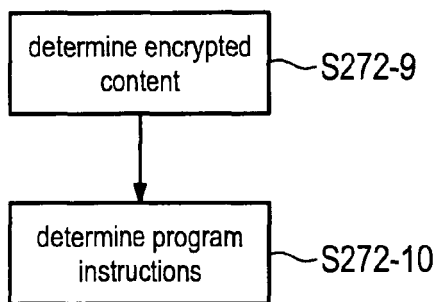 determine encrypted
content
S272-9
determine program
instructions
S272-10